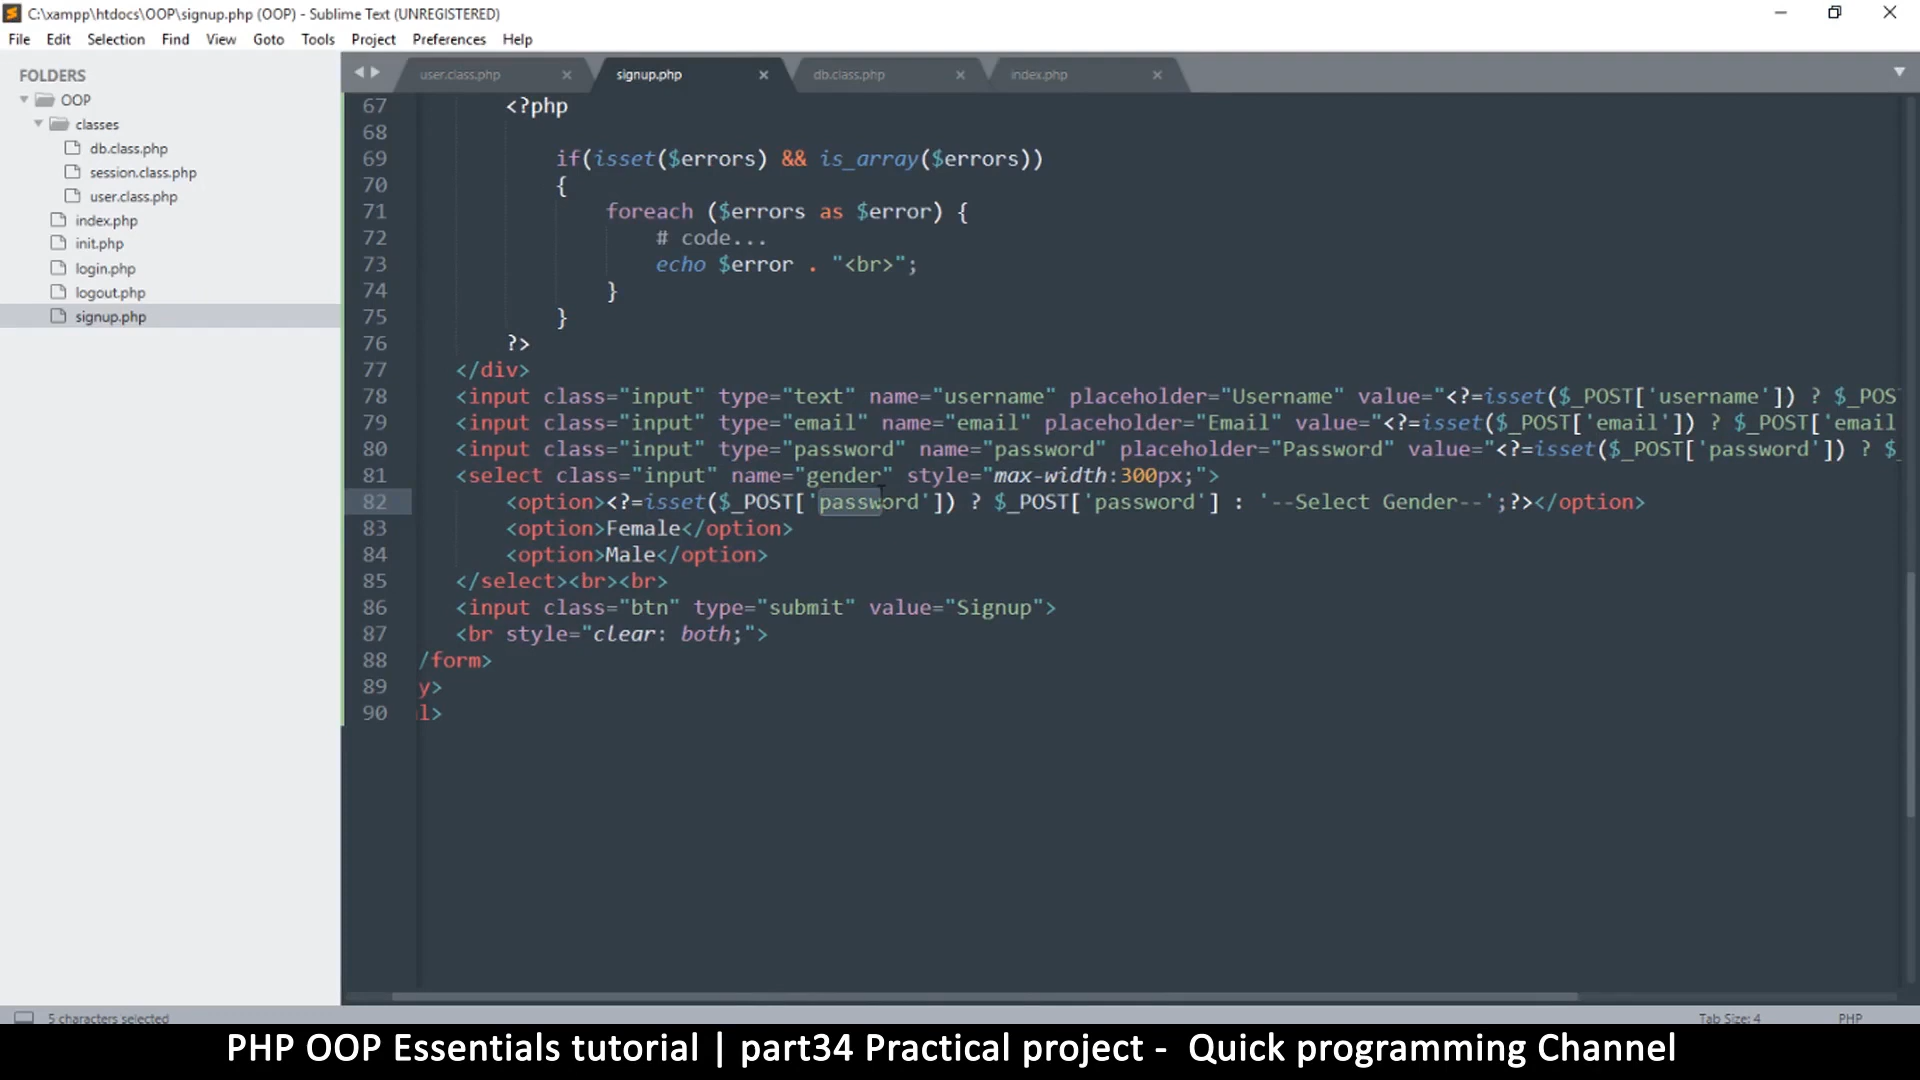 C:\xampp\htdocs\OOP\signup.php (OOP) - Sublime Text (UNREGISTERED)
File Edit Selection Find View Goto Tools Project Preferences Help
FOLDERS
OOP
classes
db.class.php
session.class.php
user.class.php
index.php
init.php
login.php
logout.php
signup.php
user.class.php signup.php db.class.php index.php
67 <?php
68
69 if(isset($errors) && is_array($errors))
70 {
71 foreach ($errors as $error) {
72 # code...
73 echo $error . "<br>";
74 }
75 }
76 ?>
77 </div>
78 <input class="input" type="text" name="username" placeholder="Username" value="<?=isset($_POST['username']) ? $_POS
79 <input class="input" type="email" name="email" placeholder="Email" value="<?=isset($_POST['email']) ? $_POST['email
80 <input class="input" type="password" name="password" placeholder="Password" value="<?=isset($_POST['password']) ? $_
81 <select class="input" name="gender" style="max-width:300px;">
82 <option><?=isset($_POST['password']) ? $_POST['password'] : '--Select Gender--';?></option>
83 <option>Female</option>
84 <option>Male</option>
85 </select><br><br>
86 <input class="btn" type="submit" value="Signup">
87 <br style="clear: both;">
88 /form>
89 y>
90 l>
5 characters selected Tab Size: 4 PHP
PHP OOP Essentials tutorial | part34 Practical project - Quick programming Channel